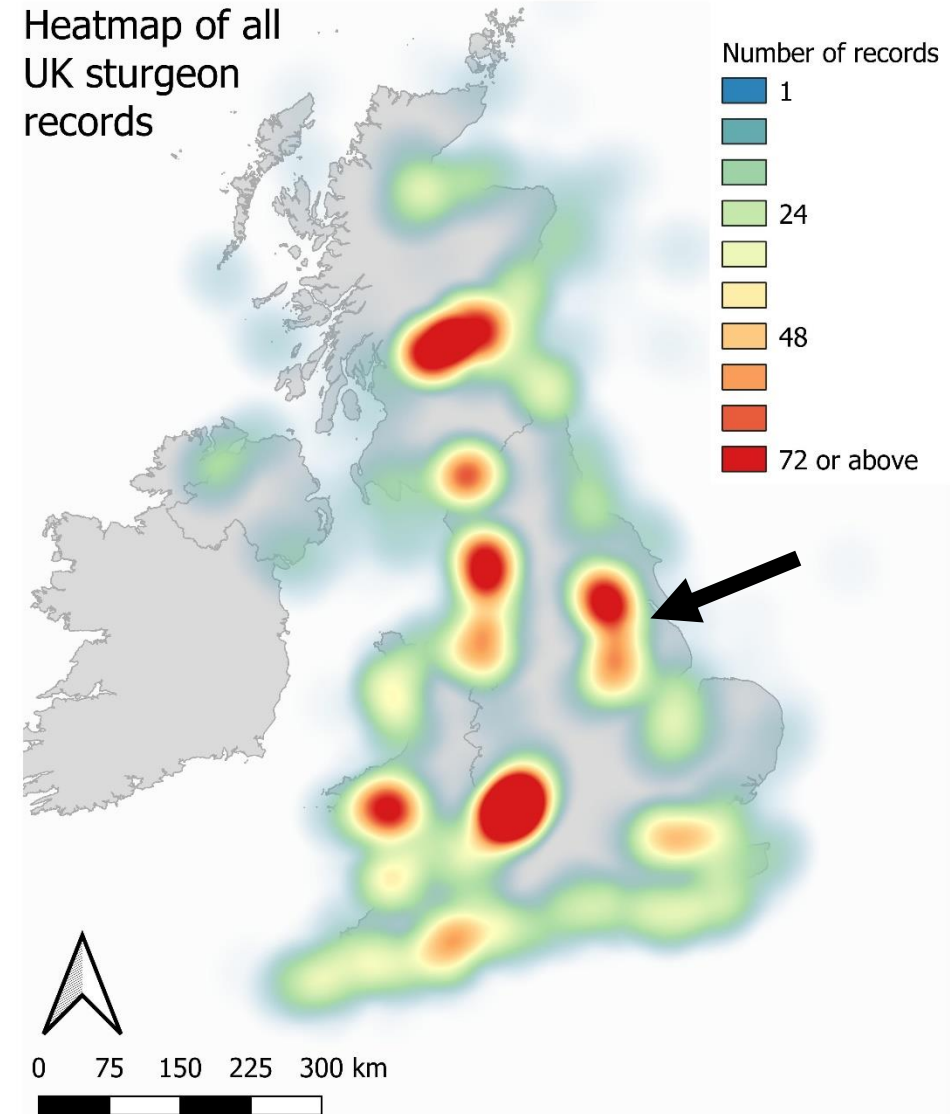 Heatmap of all
UK sturgeon
records
Number of records
1
24
48
72 or above
0 75 150 225 300 km